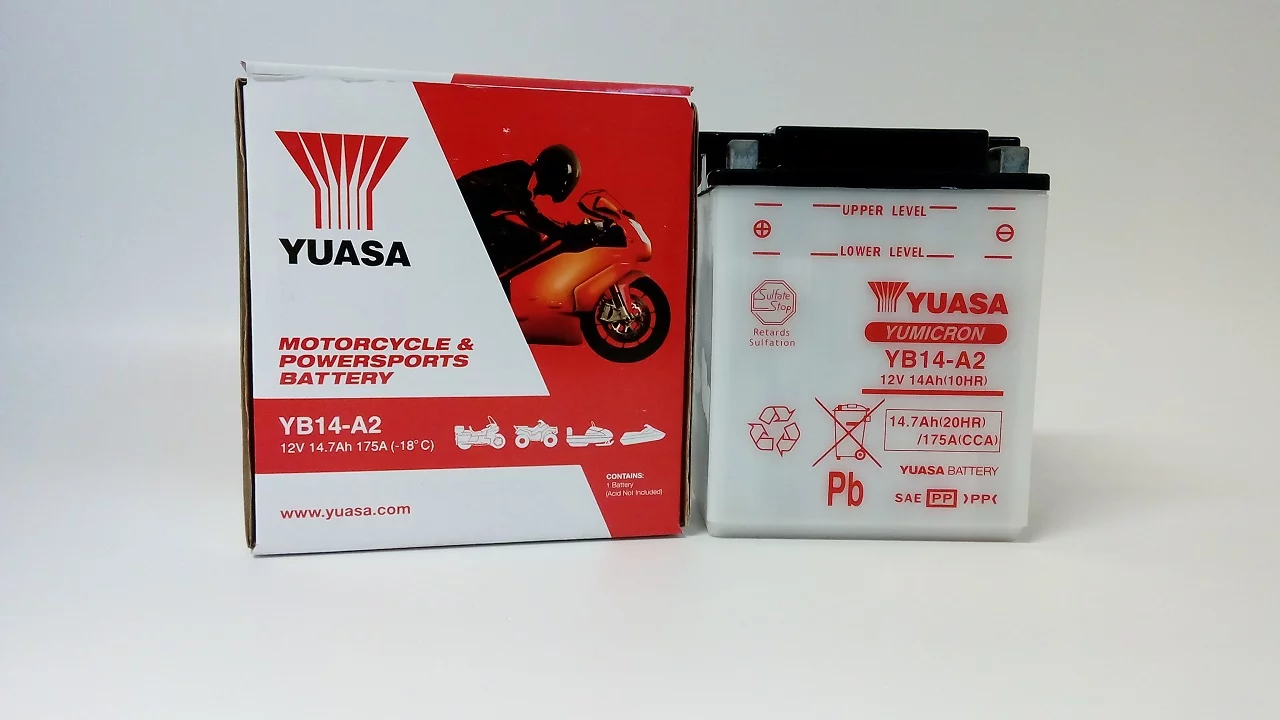 YUASA
MOTORCYCLE &
POWERSPORTS
BATTERY
YB14-A2
12V 14.7Ah 175A (-18°C)
CONTAINS:
1 Battery
(Acid Not Included)
www.yuasa.com
UPPER LEVEL
⊕ ⊖
LOWER LEVEL
Sulfate
Stop
Retards
Sulfation
YUASA
YUMICRON
YB14-A2
12V 14Ah(10HR)
14.7Ah(20HR)
/175A(CCA)
Pb
YUASA BATTERY
SAE PP >PP<